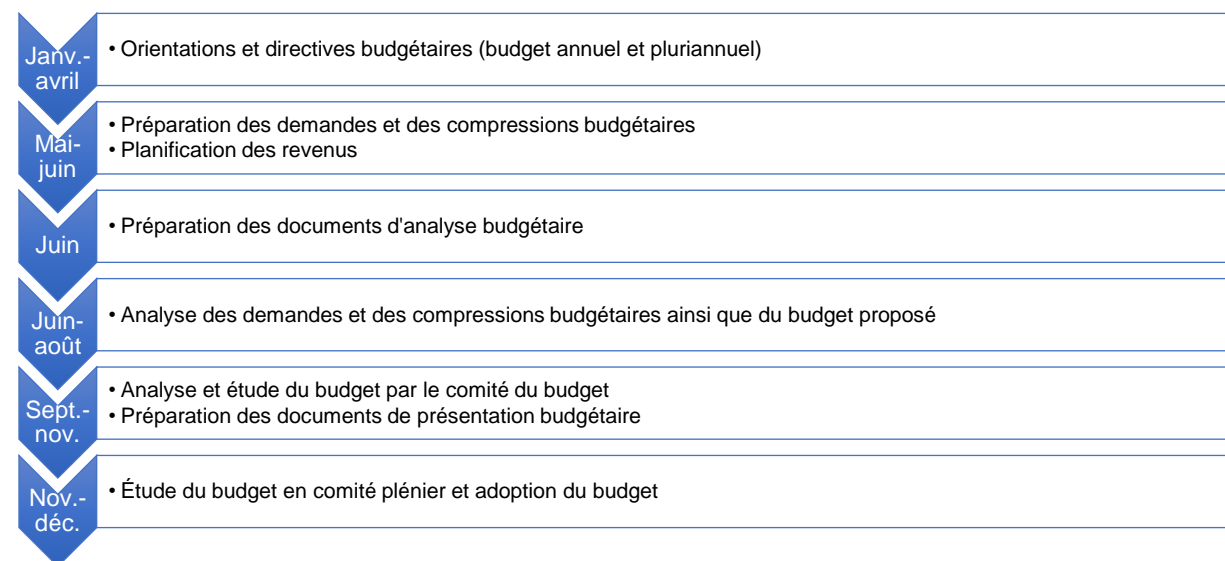 Janv.-
avril
• Orientations et directives budgétaires (budget annuel et pluriannuel)
Mai-
juin
• Préparation des demandes et des compressions budgétaires
• Planification des revenus
Juin
• Préparation des documents d'analyse budgétaire
Juin-
août
• Analyse des demandes et des compressions budgétaires ainsi que du budget proposé
Sept.-
nov.
• Analyse et étude du budget par le comité du budget
• Préparation des documents de présentation budgétaire
Nov.-
déc.
• Étude du budget en comité plénier et adoption du budget